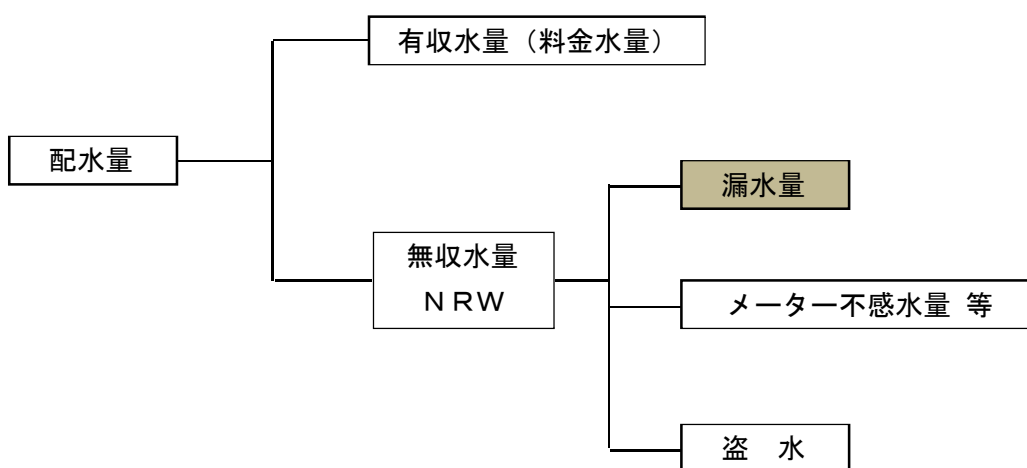 有収水量（料金水量）
配水量
漏水量
無収水量
ＮＲＷ
メーター不感水量 等
盗　水